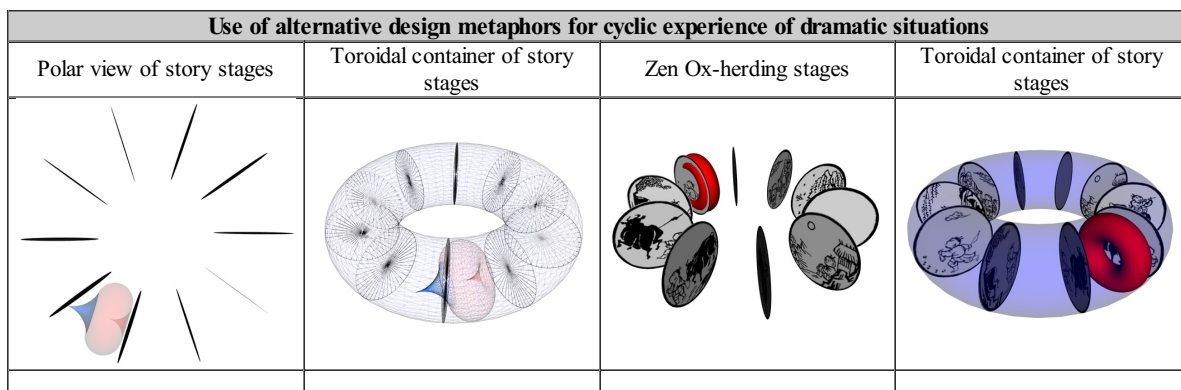 Use of alternative design metaphors for cyclic experience of dramatic situations
Polar view of story stages
Toroidal container of story
stages
Zen Ox-herding stages
Toroidal container of story
stages